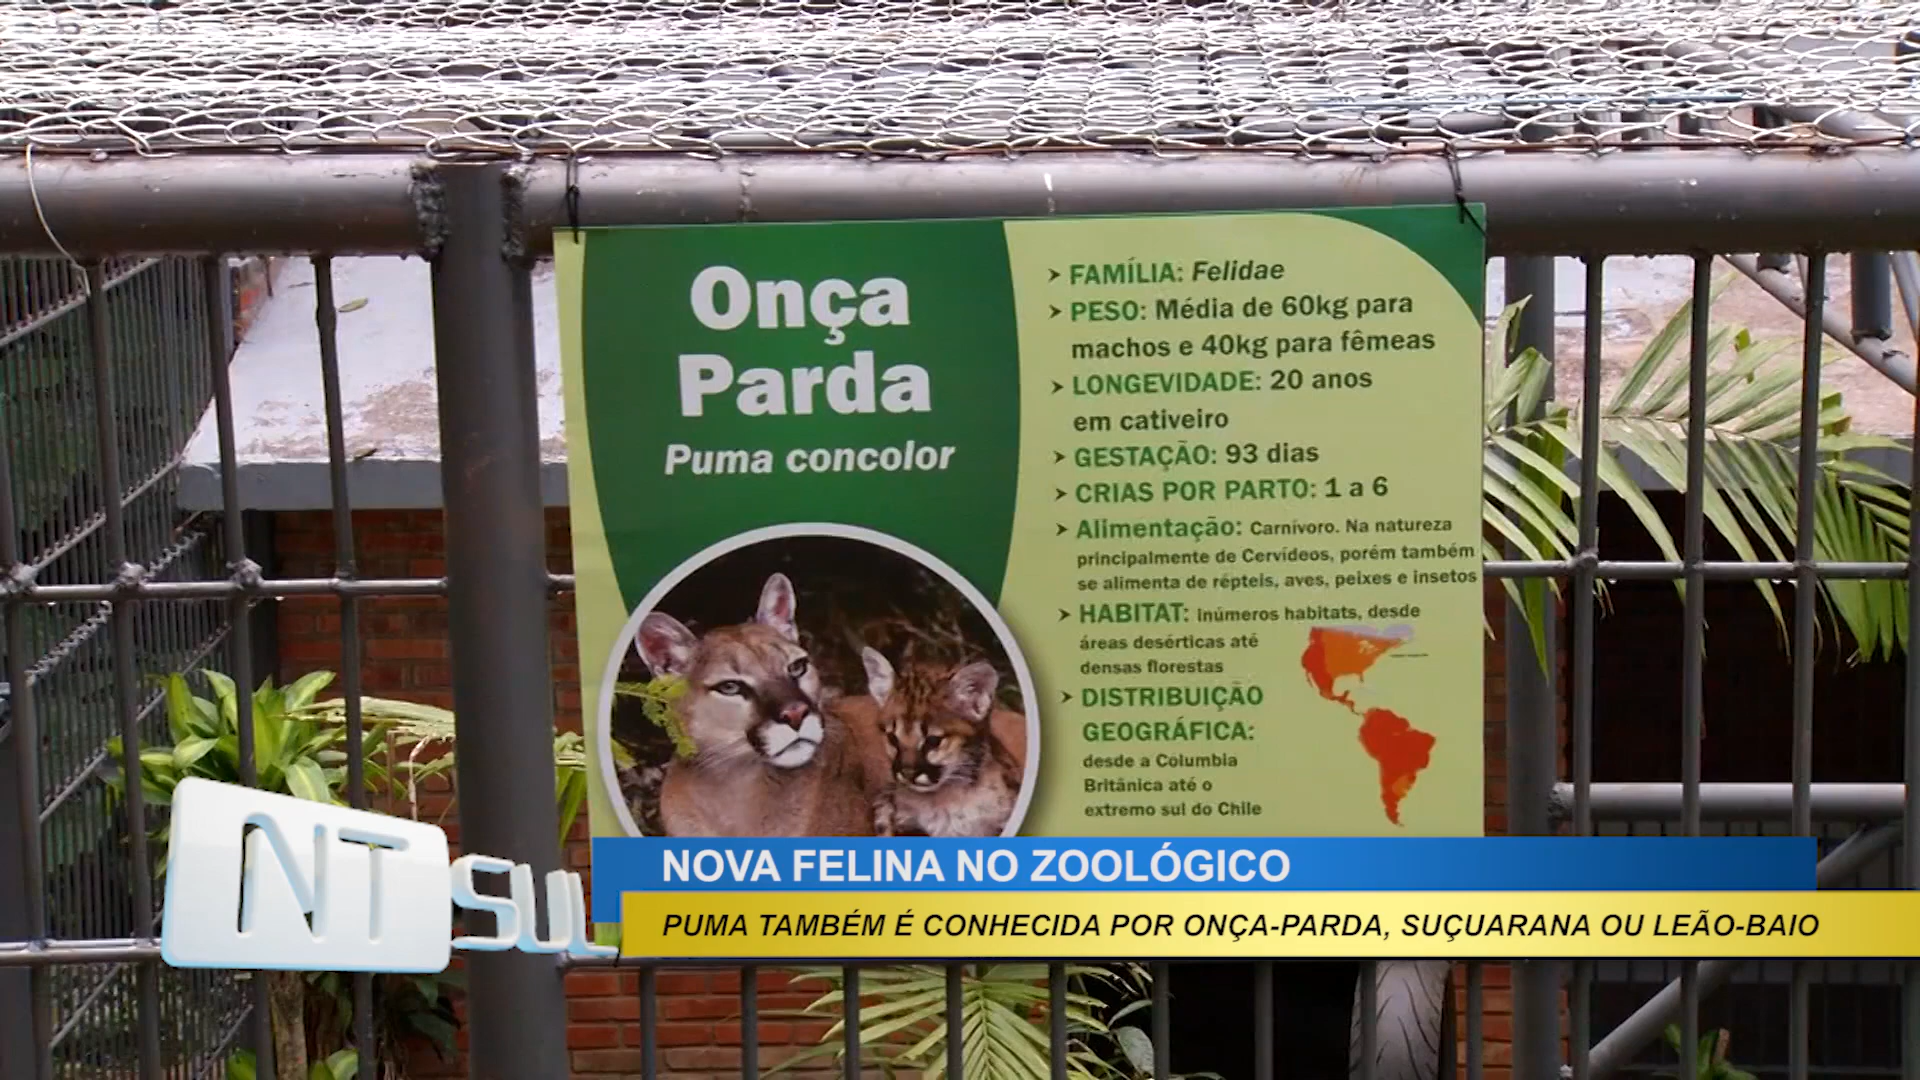 Onça
Parda
Puma concolor
FAMÍLIA: Felidae
PESO: Média de 60kg para
machos e 40kg para fêmeas
LONGEVIDADE: 20 anos
em cativeiro
GESTAÇÃO: 93 dias
CRIAS POR PARTO: 1 a 6
Alimentação: Carnívoro. Na natureza
principalmente de Cervídeos, porém também
se alimenta de répteis, aves, peixes e insetos
HABITAT: inúmeros habitats, desde
áreas desérticas até
densas florestas
DISTRIBUIÇÃO
GEOGRÁFICA:
desde a Columbia
Britânica até o
extremo sul do Chile
NT SUL
NOVA FELINA NO ZOOLÓGICO
PUMA TAMBÉM É CONHECIDA POR ONÇA-PARDA, SUÇUARANA OU LEÃO-BAIO